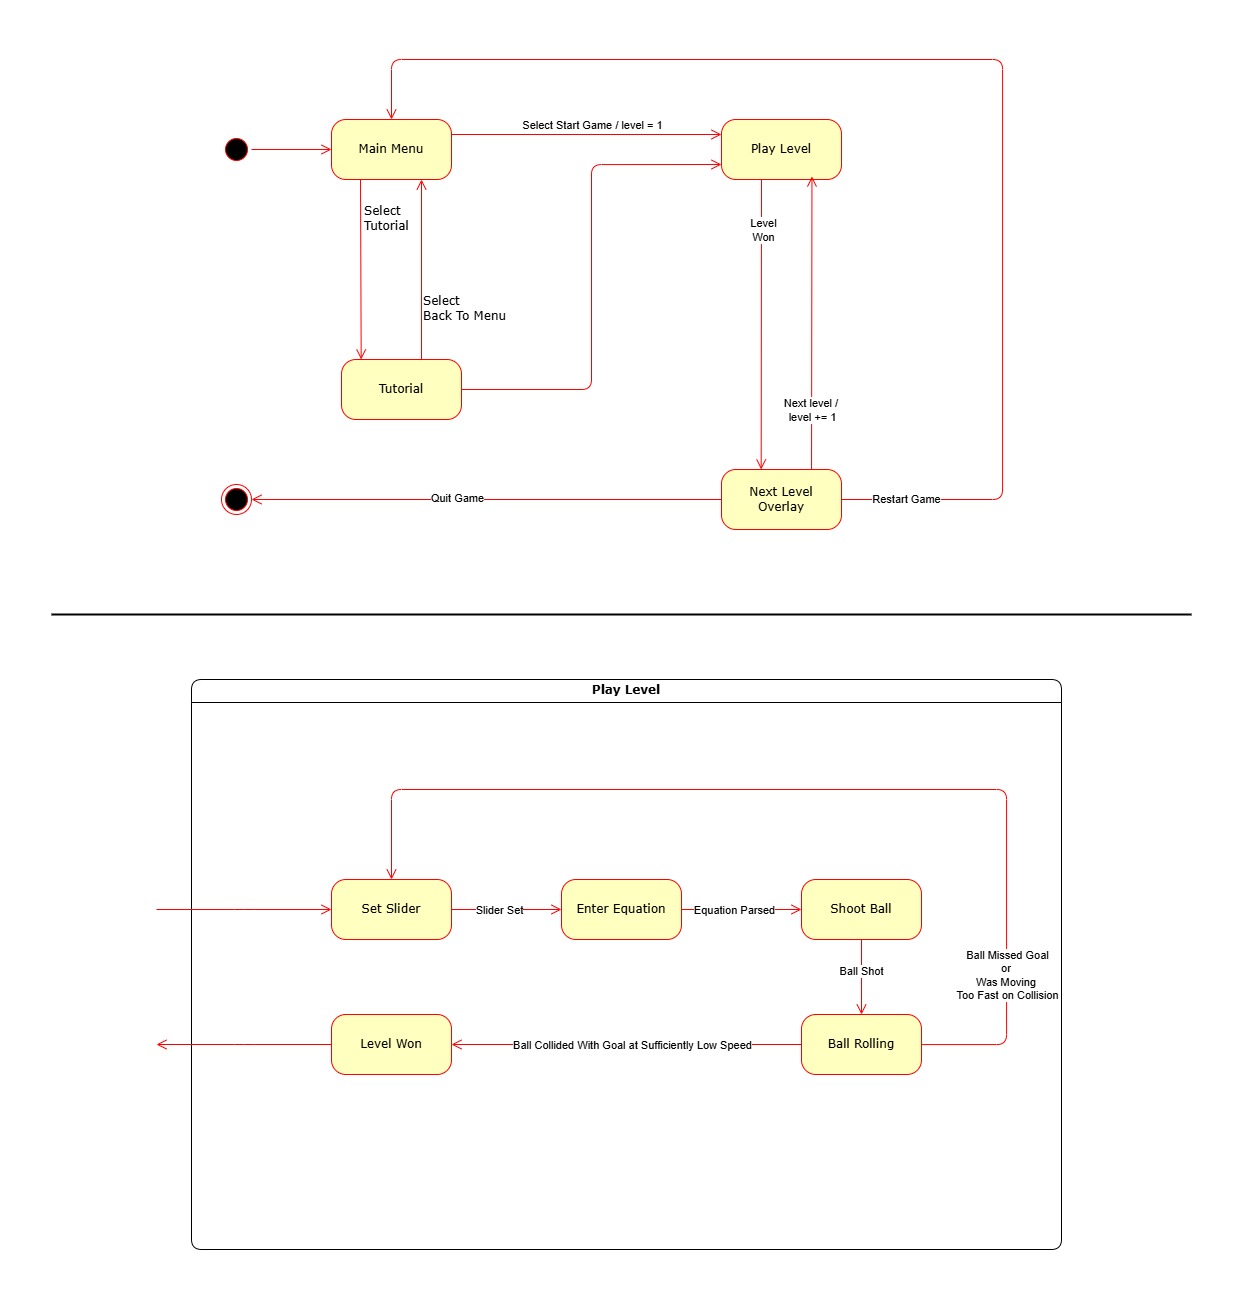 Select Start Game / level = 1
Main Menu
Play Level
Select
Tutorial
Level
Won
Select
Back To Menu
Tutorial
Next level /
level += 1
Quit Game
Next Level
Overlay
Restart Game
Play Level
Set Slider
Slider Set
Enter Equation
Equation Parsed
Shoot Ball
Ball Shot
Ball Missed Goal
or
Was Moving
Too Fast on Collision
Level Won
Ball Collided With Goal at Sufficiently Low Speed
Ball Rolling